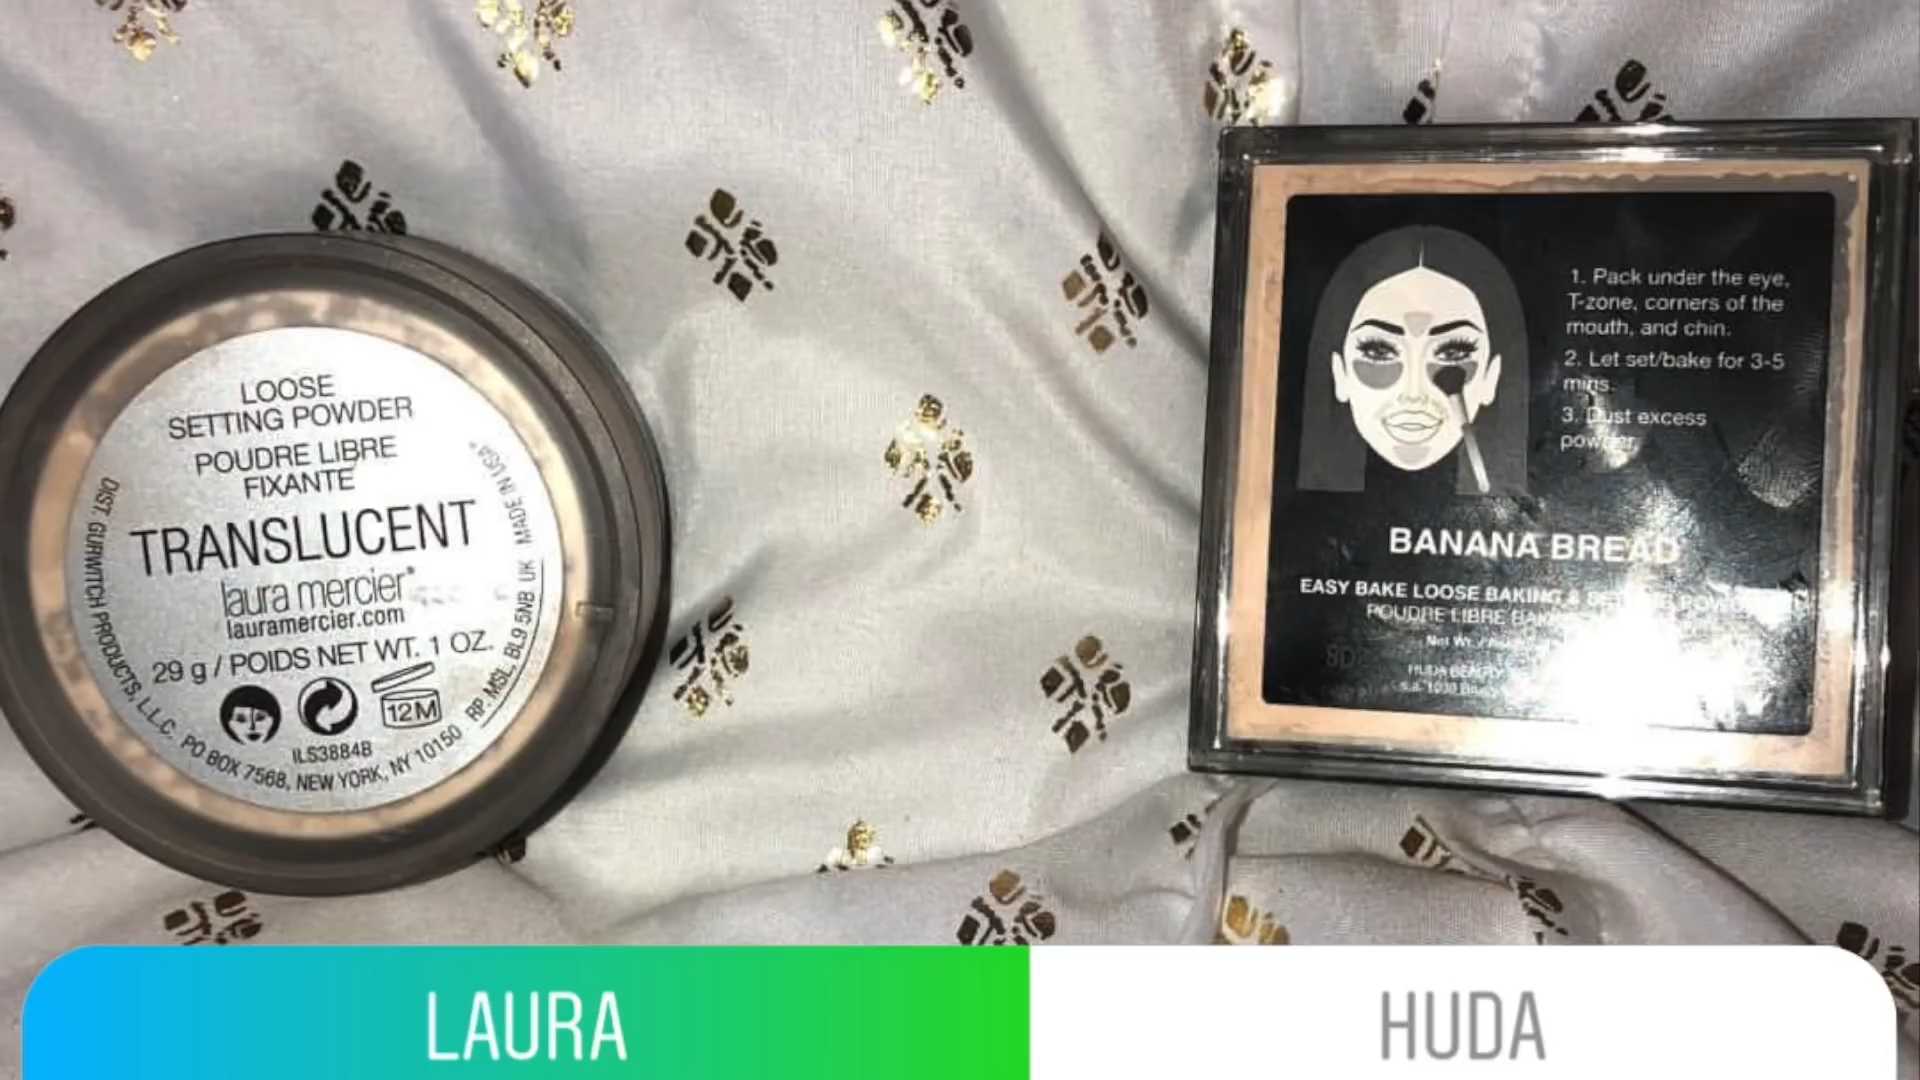 LOOSE
SETTING POWDER
POUDRE LIBRE
FIXANTE
TRANSLUCENT
laura mercier
lauramercier.com
29 g / POIDS NET WT. 1 OZ.
12M
ILS3884B
DIST. GURWITCH PRODUCTS, L.L.C. PO BOX 7568, NEW YORK, NY 10150
RP. MSL, BL9 5NB UK MADE IN USA*
1. Pack under the eye,
T-zone, corners of the
mouth, and chin.
2. Let set/bake for 3-5
mins.
3. Dust excess
powder.
BANANA BREAD
EASY BAKE LOOSE BAKING &
POUDRE LIBRE
Net Wt.
HUDA BEAUTY
LAURA
HUDA